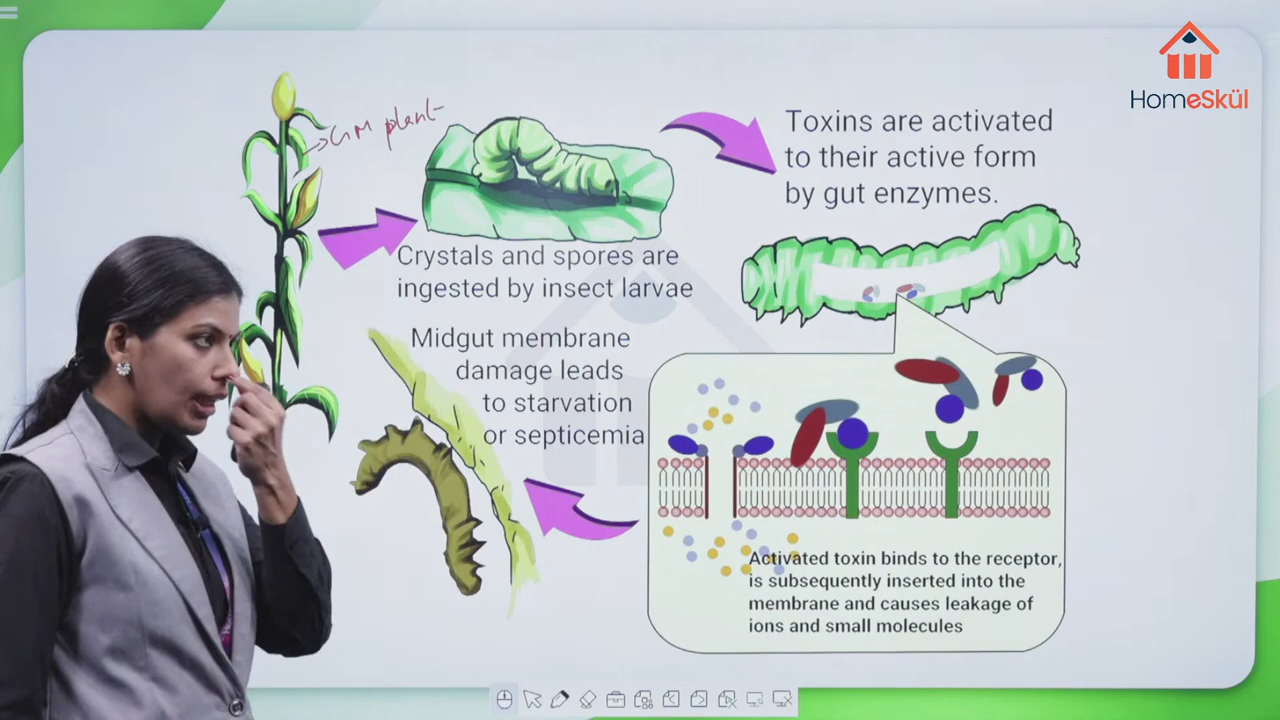 HomeSkül
GM plant
Toxins are activated
to their active form
by gut enzymes.
Crystals and spores are
ingested by insect larvae
Midgut membrane
damage leads
to starvation
or septicemia
Activated toxin binds to the receptor,
is subsequently inserted into the
membrane and causes leakage of
ions and small molecules